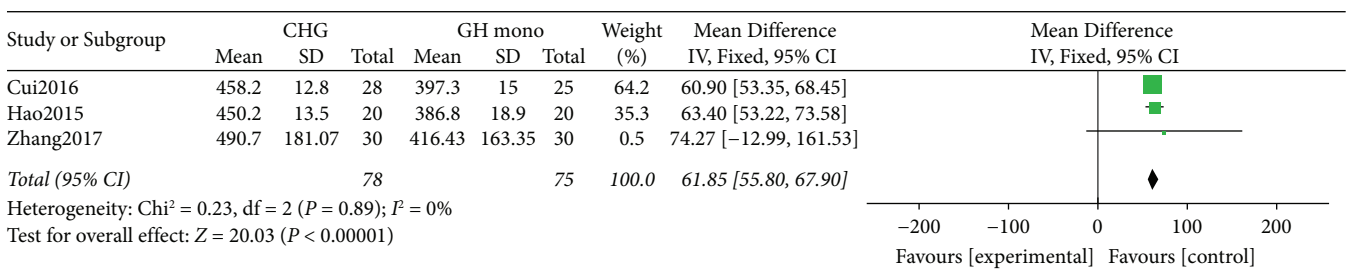 Study or Subgroup CHG GH mono Weight Mean Difference Mean Difference
Mean SD Total Mean SD Total (%) IV, Fixed, 95% CI IV, Fixed, 95% CI
Cui2016 458.2 12.8 28 397.3 15 25 64.2 60.90 [53.35, 68.45]
Hao2015 450.2 13.5 20 386.8 18.9 20 35.3 63.40 [53.22, 73.58]
Zhang2017 490.7 181.07 30 416.43 163.35 30 0.5 74.27 [−12.99, 161.53]
Total (95% CI) 78 75 100.0 61.85 [55.80, 67.90]
Heterogeneity: Chi² = 0.23, df = 2 (P = 0.89); I² = 0%
Test for overall effect: Z = 20.03 (P < 0.00001)
−200 −100 0 100 200
Favours [experimental] Favours [control]